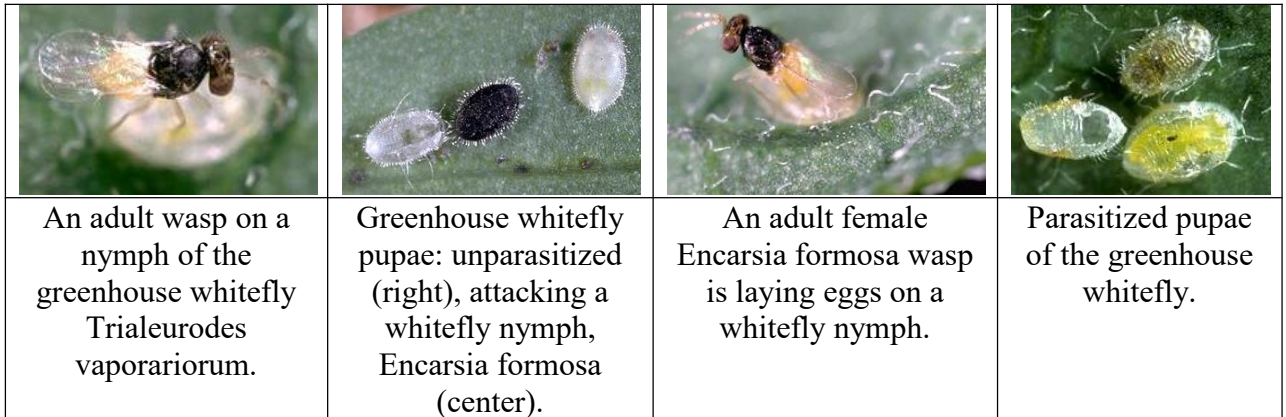 An adult wasp on a
nymph of the
greenhouse whitefly
Trialeurodes
vaporariorum.
Greenhouse whitefly
pupae: unparasitized
(right), attacking a
whitefly nymph,
Encarsia formosa
(center).
An adult female
Encarsia formosa wasp
is laying eggs on a
whitefly nymph.
Parasitized pupae
of the greenhouse
whitefly.